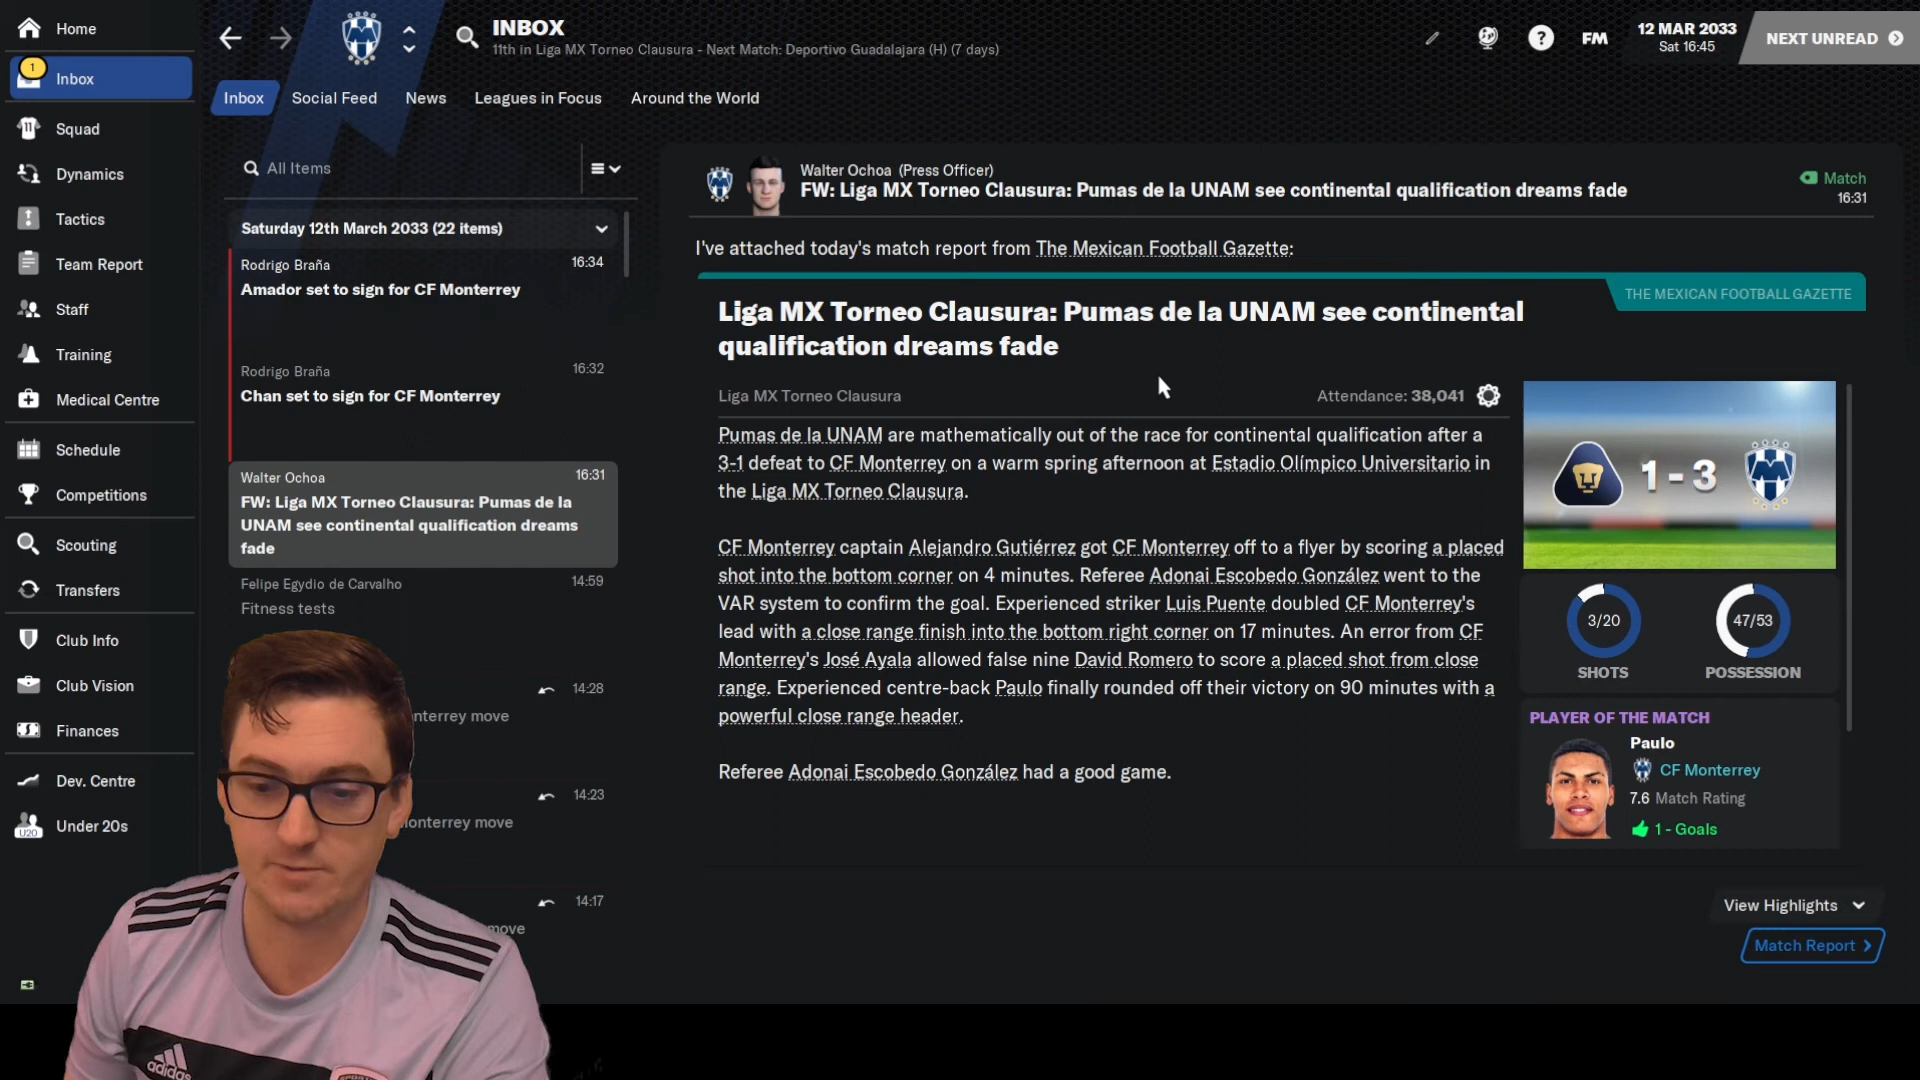 Home
1
Inbox
Squad
Dynamics
Tactics
Team Report
Staff
Training
Medical Centre
Schedule
Competitions
Scouting
Transfers
Club Info
Club Vision
Finances
Dev. Centre
U20
Under 20s
INBOX
11th in Liga MX Torneo Clausura - Next Match: Deportivo Guadalajara (H) (7 days)
?
FM
12 MAR 2033
Sat 16:45
NEXT UNREAD
Inbox
Social Feed
News
Leagues in Focus
Around the World
All Items
Saturday 12th March 2033 (22 items)
Rodrigo Braña
16:34
Amador set to sign for CF Monterrey
Rodrigo Braña
16:32
Chan set to sign for CF Monterrey
Walter Ochoa
16:31
FW: Liga MX Torneo Clausura: Pumas de la
UNAM see continental qualification dreams
fade
Felipe Egydio de Carvalho
14:59
Fitness tests
14:28
nterrey move
14:23
onterrey move
14:17
move
Walter Ochoa (Press Officer)
FW: Liga MX Torneo Clausura: Pumas de la UNAM see continental qualification dreams fade
Match
16:31
I've attached today's match report from The Mexican Football Gazette:
THE MEXICAN FOOTBALL GAZETTE
Liga MX Torneo Clausura: Pumas de la UNAM see continental
qualification dreams fade
Liga MX Torneo Clausura
Attendance: 38,041
Pumas de la UNAM are mathematically out of the race for continental qualification after a
3-1 defeat to CF Monterrey on a warm spring afternoon at Estadio Olímpico Universitario in
the Liga MX Torneo Clausura.
CF Monterrey captain Alejandro Gutiérrez got CF Monterrey off to a flyer by scoring a placed
shot into the bottom corner on 4 minutes. Referee Adonai Escobedo González went to the
VAR system to confirm the goal. Experienced striker Luis Puente doubled CF Monterrey's
lead with a close range finish into the bottom right corner on 17 minutes. An error from CF
Monterrey's José Ayala allowed false nine David Romero to score a placed shot from close
range. Experienced centre-back Paulo finally rounded off their victory on 90 minutes with a
powerful close range header.
Referee Adonai Escobedo González had a good game.
1 - 3
3/20
SHOTS
47/53
POSSESSION
PLAYER OF THE MATCH
Paulo
CF Monterrey
7.6 Match Rating
1 - Goals
View Highlights
Match Report
adidas